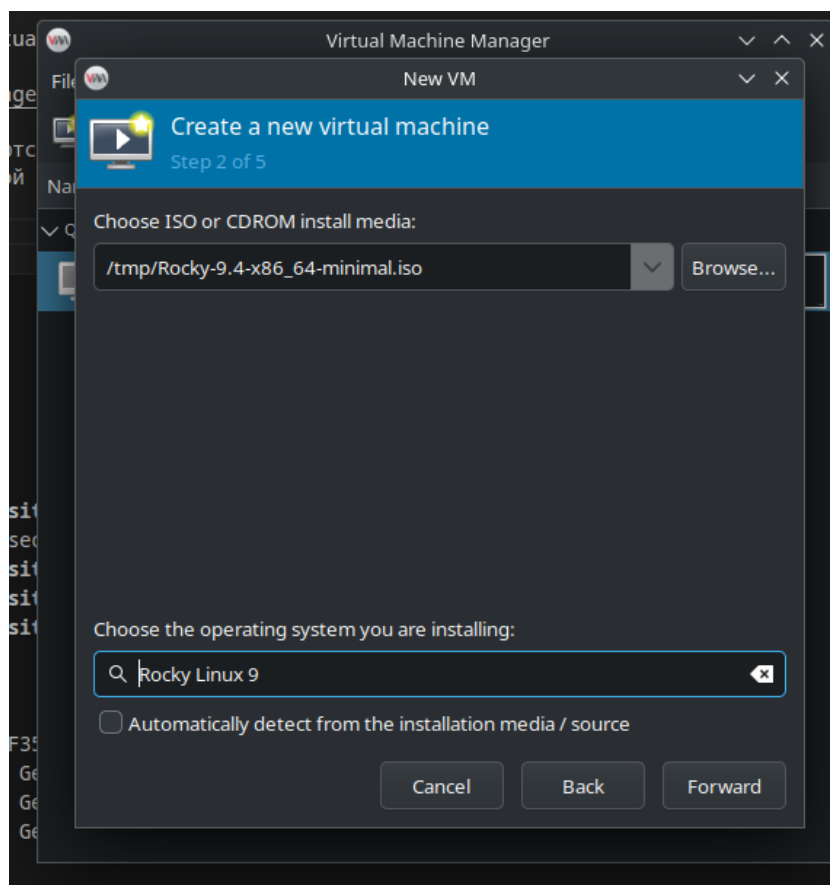 Virtual Machine Manager
New VM
Create a new virtual machine
Step 2 of 5
Choose ISO or CDROM install media:
/tmp/Rocky-9.4-x86_64-minimal.iso
Browse...
Choose the operating system you are installing:
Rocky Linux 9
Automatically detect from the installation media / source
Cancel Back Forward